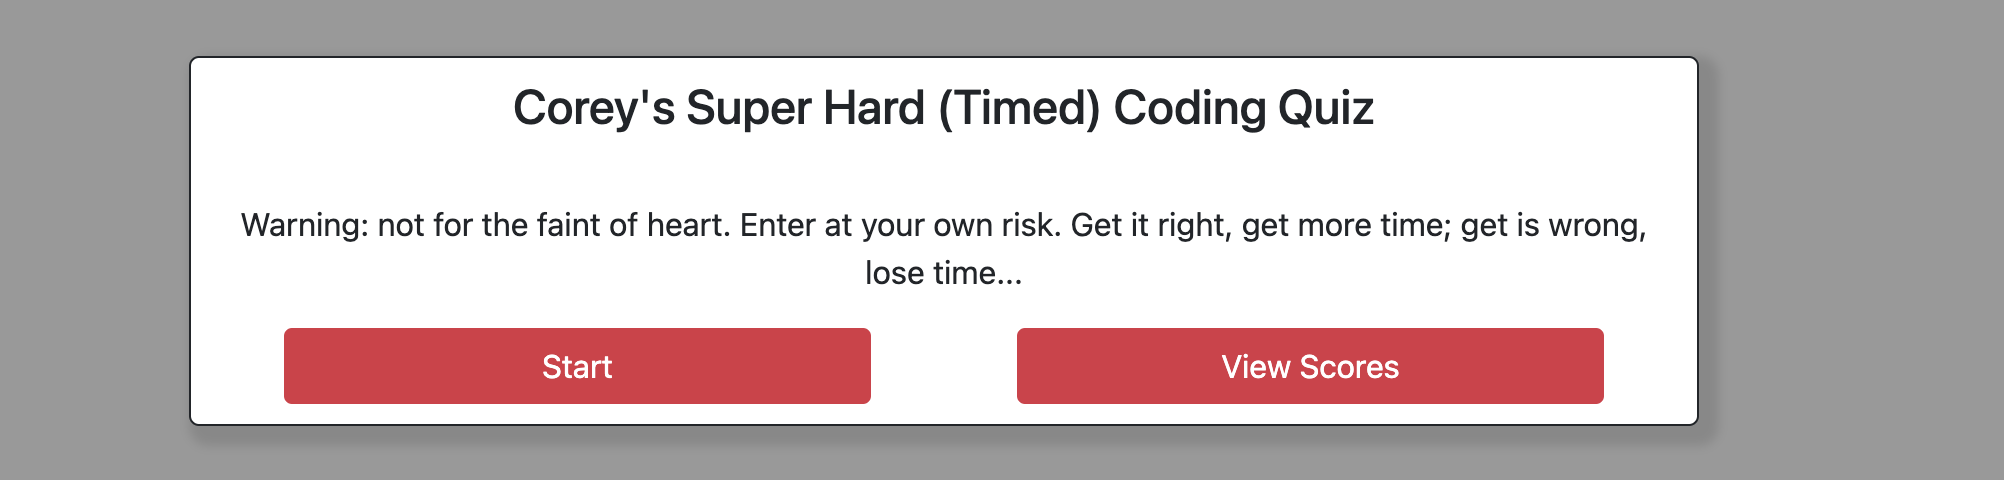 Corey's Super Hard (Timed) Coding Quiz
Warning: not for the faint of heart. Enter at your own risk. Get it right, get more time; get is wrong,
lose time...
Start
View Scores